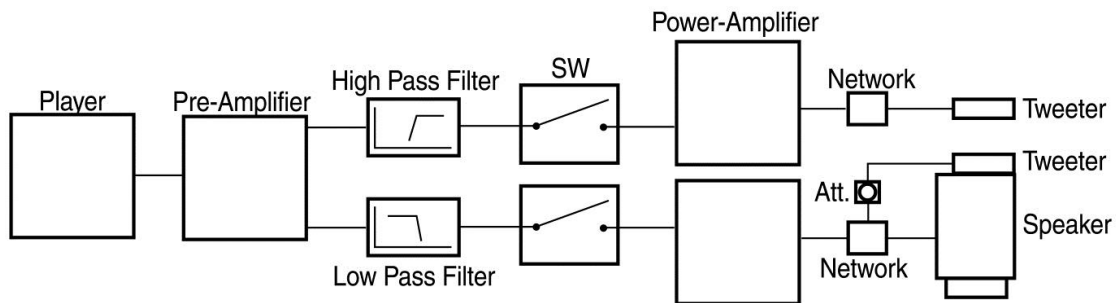 Power-Amplifier
SW
High Pass Filter
Network
Player
Pre-Amplifier
Tweeter
Tweeter
Att.
Speaker
Low Pass Filter
Network